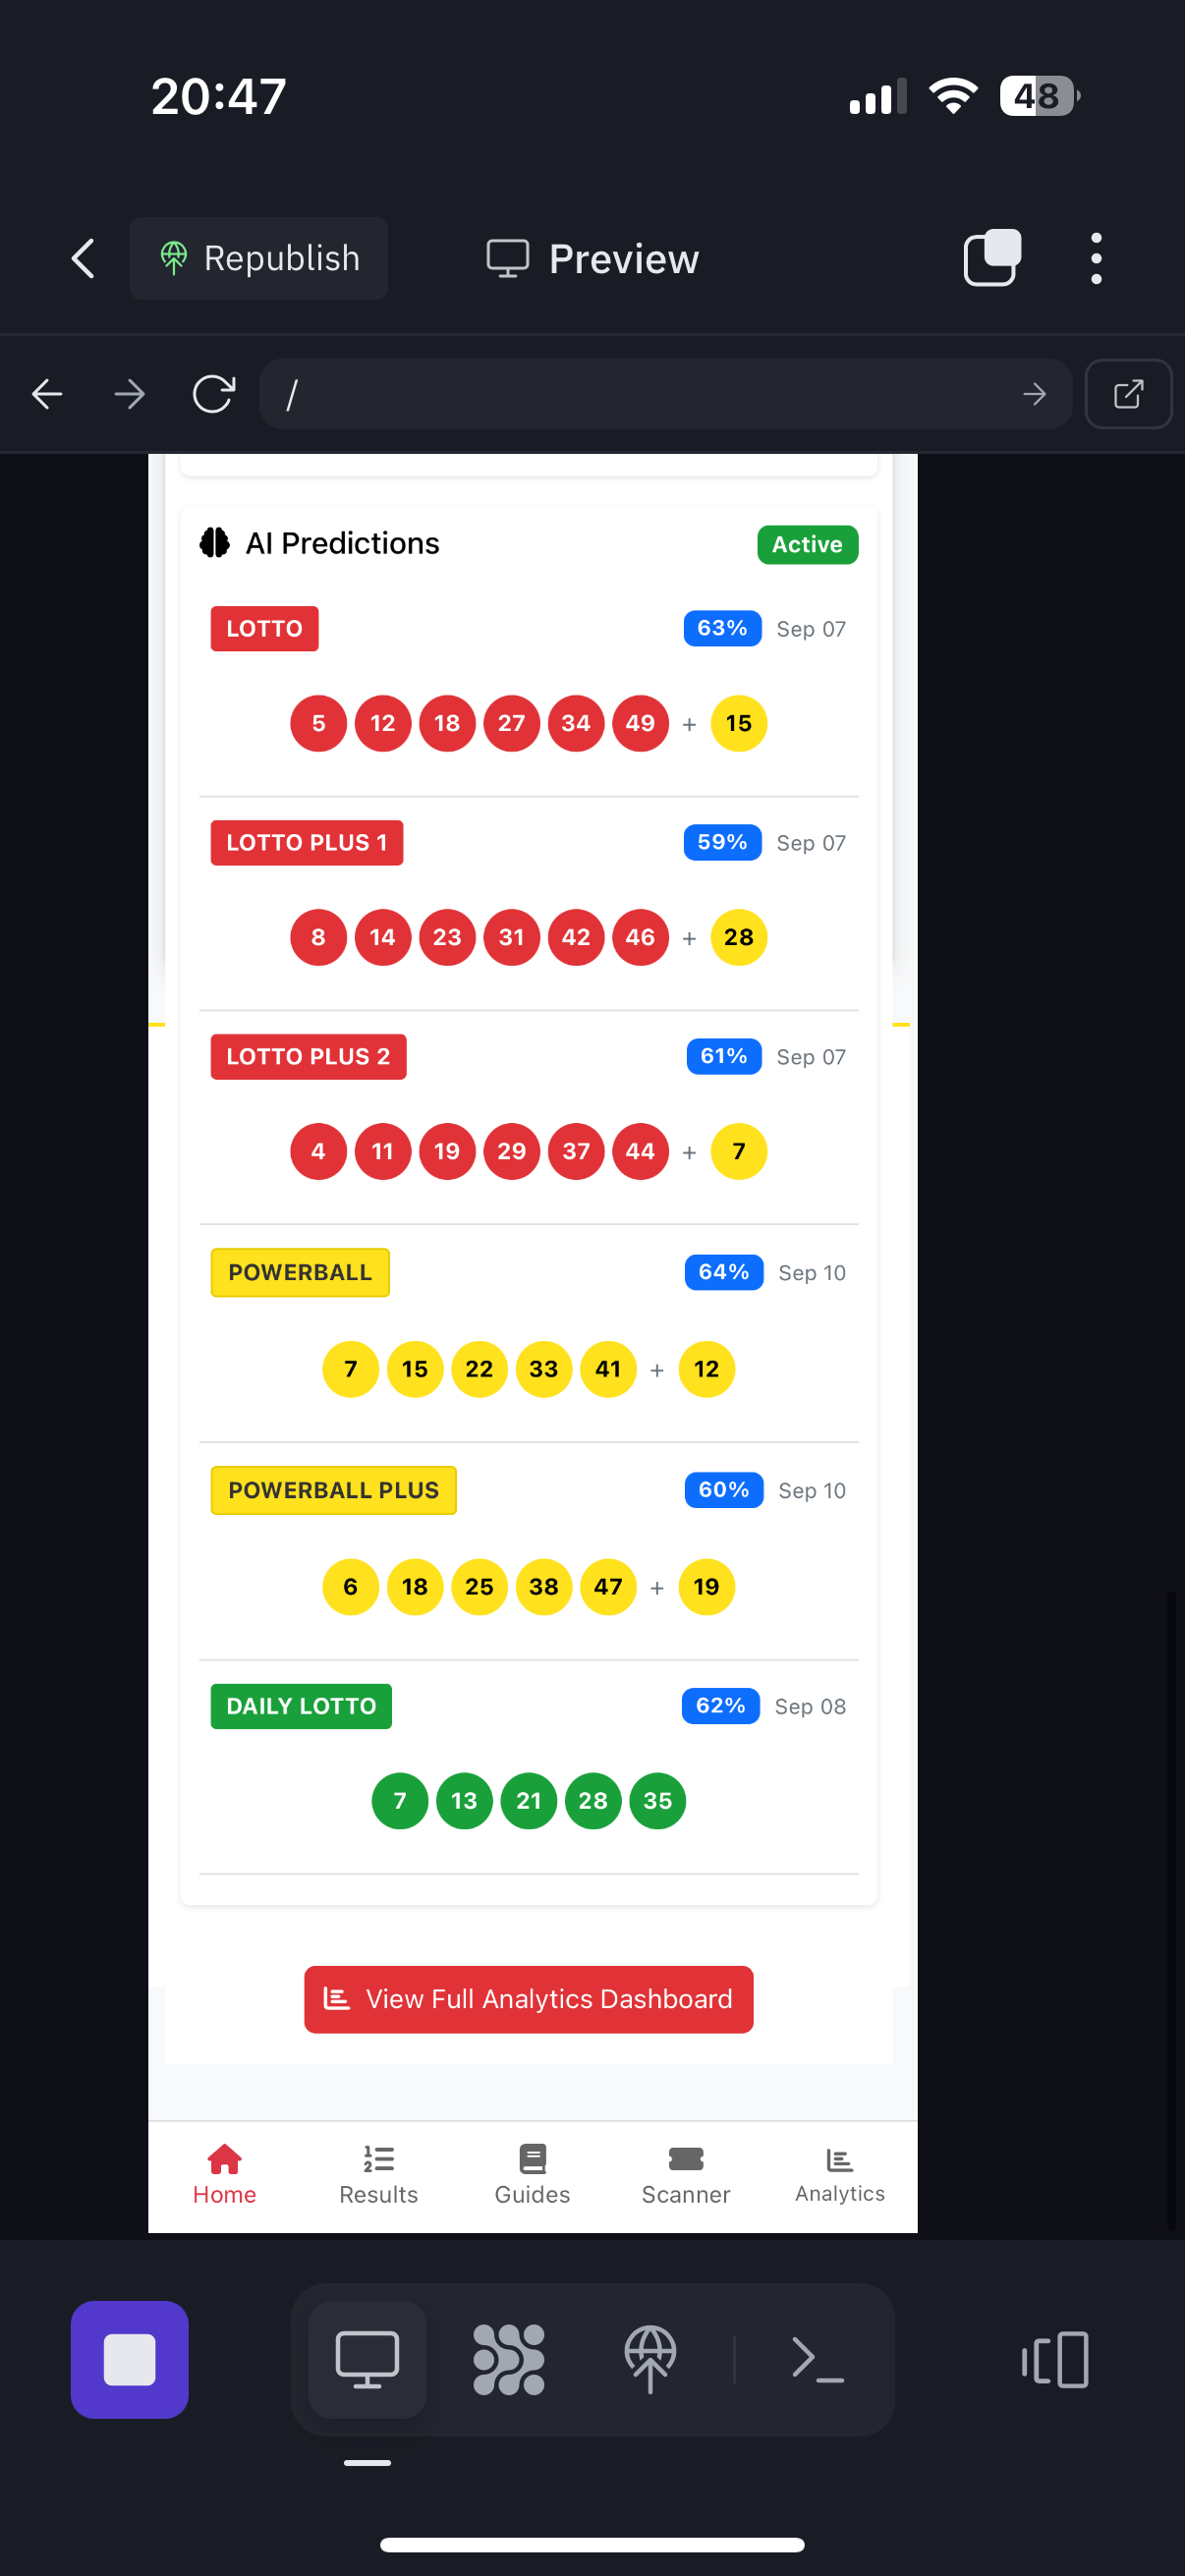 20:47
48
Republish
Preview
/
AI Predictions
Active
LOTTO
63% Sep 07
5 12 18 27 34 49 + 15
LOTTO PLUS 1
59% Sep 07
8 14 23 31 42 46 + 28
LOTTO PLUS 2
61% Sep 07
4 11 19 29 37 44 + 7
POWERBALL
64% Sep 10
7 15 22 33 41 + 12
POWERBALL PLUS
60% Sep 10
6 18 25 38 47 + 19
DAILY LOTTO
62% Sep 08
7 13 21 28 35
View Full Analytics Dashboard
Home
Results
Guides
Scanner
Analytics